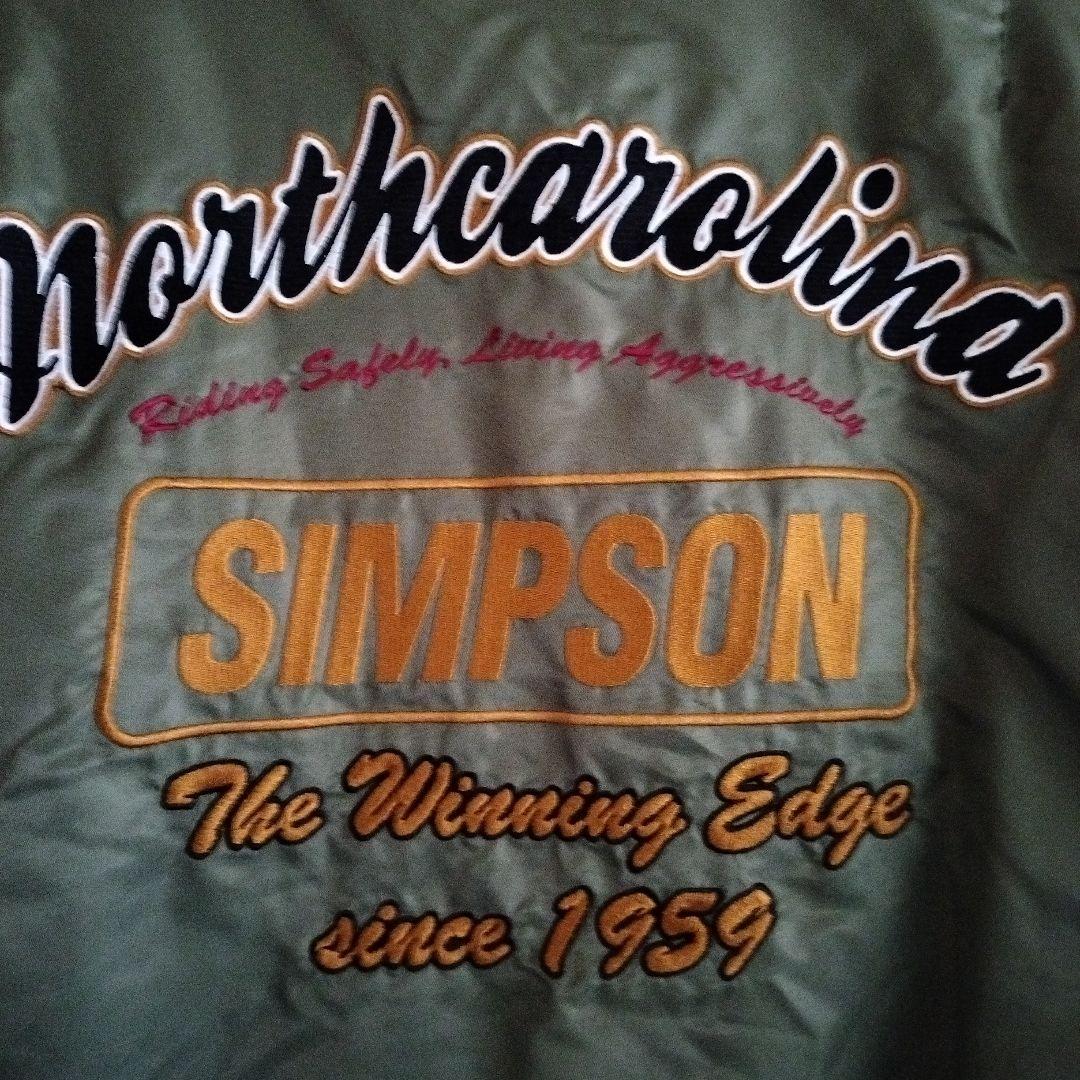 Northcarolina
Riding Safely, Living Aggressively
SIMPSON
The Winning Edge
since 1959